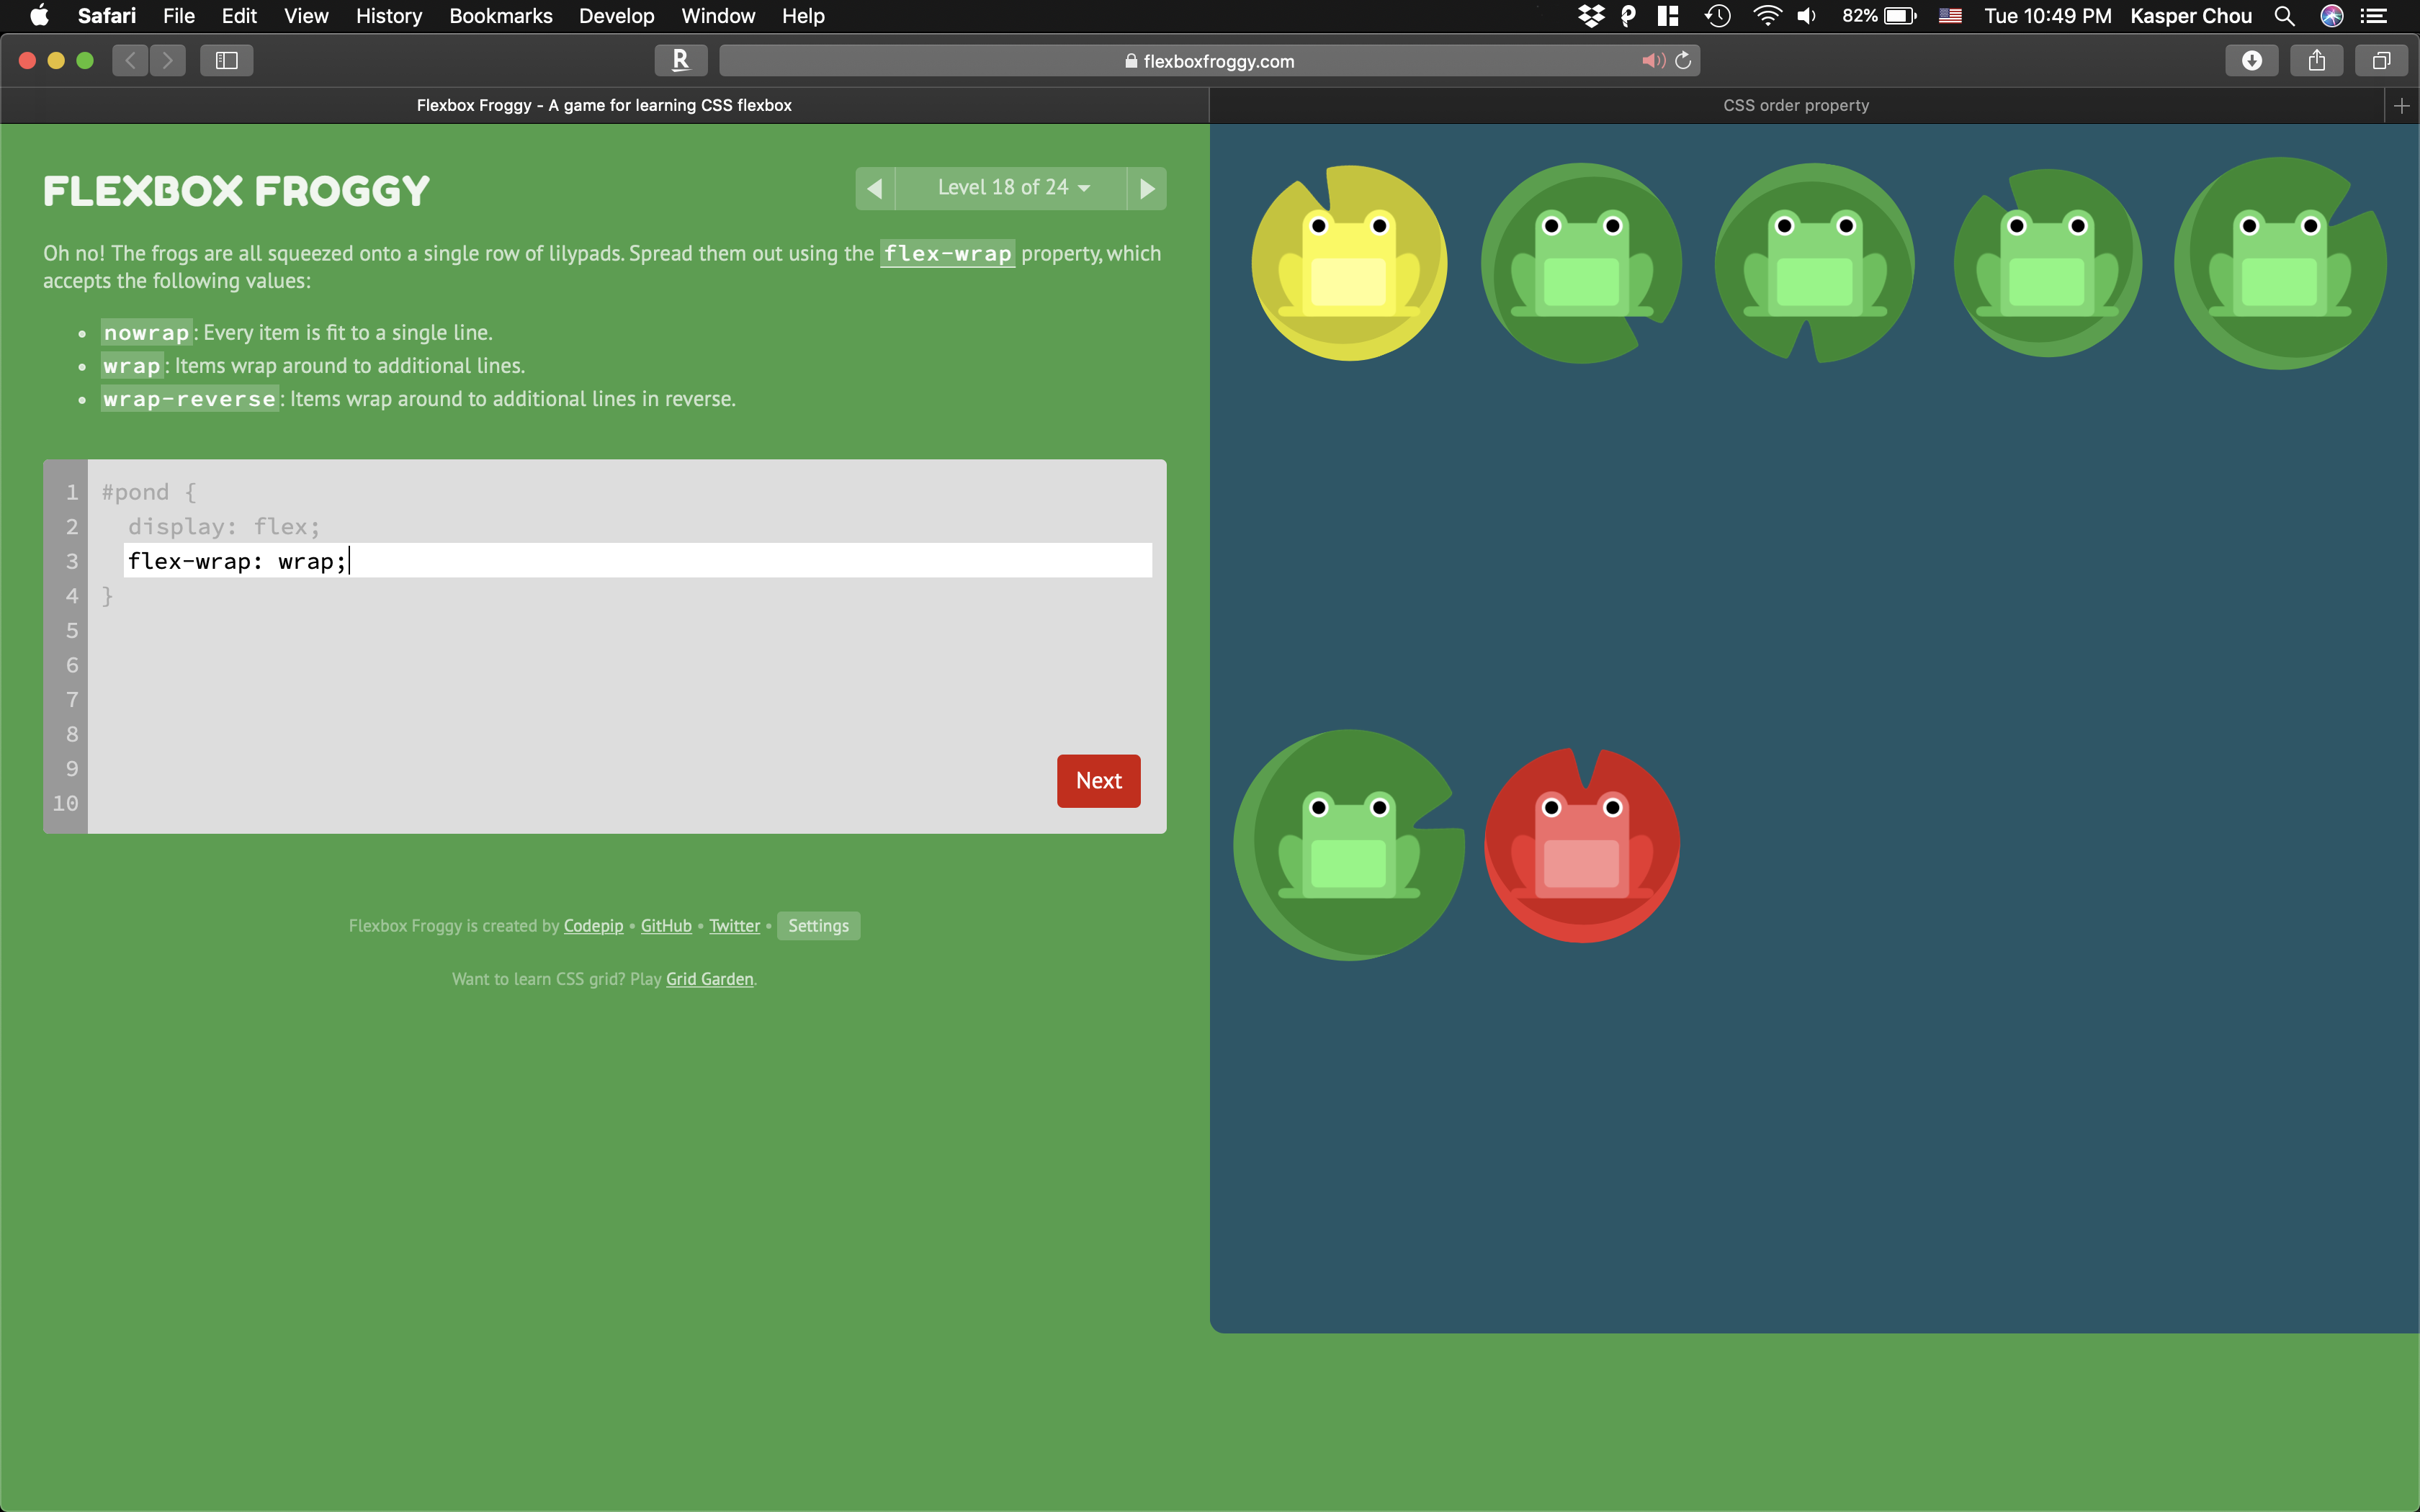 Safari File Edit View History Bookmarks Develop Window Help 82% Tue 10:49 PM Kasper Chou
R flexboxfroggy.com
Flexbox Froggy - A game for learning CSS flexbox CSS order property
FLEXBOX FROGGY
Level 18 of 24
Oh no! The frogs are all squeezed onto a single row of lilypads. Spread them out using the flex-wrap property, which
accepts the following values:
• nowrap: Every item is fit to a single line.
• wrap: Items wrap around to additional lines.
• wrap-reverse: Items wrap around to additional lines in reverse.
1 #pond {
2 display: flex;
3 flex-wrap: wrap;
4 }
5
6
7
8
9
10
Next
Flexbox Froggy is created by Codepip • GitHub • Twitter • Settings
Want to learn CSS grid? Play Grid Garden.